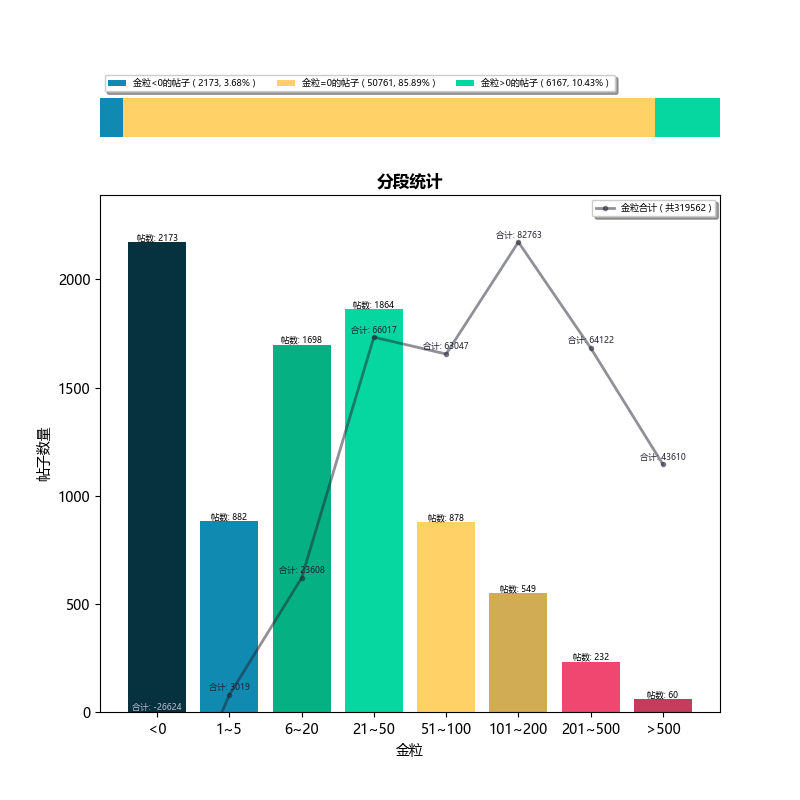 金粒<0的帖子 ( 2173, 3.68% ) 金粒=0的帖子 ( 50761, 85.89% ) 金粒>0的帖子 ( 6167, 10.43% )
分段统计
金粒合计 ( 共319562 )
合计: 82763
帖数: 2173
帖数: 1864
合计: 66017
帖数: 1698
合计: 63047
合计: 64122
合计: 43610
帖数: 882
帖数: 878
合计: 23608
帖数: 549
帖数: 232
合计: 3019
帖数: 60
合计: -26624
2000
1500
1000
500
0
帖子数量
<0 1~5 6~20 21~50 51~100 101~200 201~500 >500
金粒